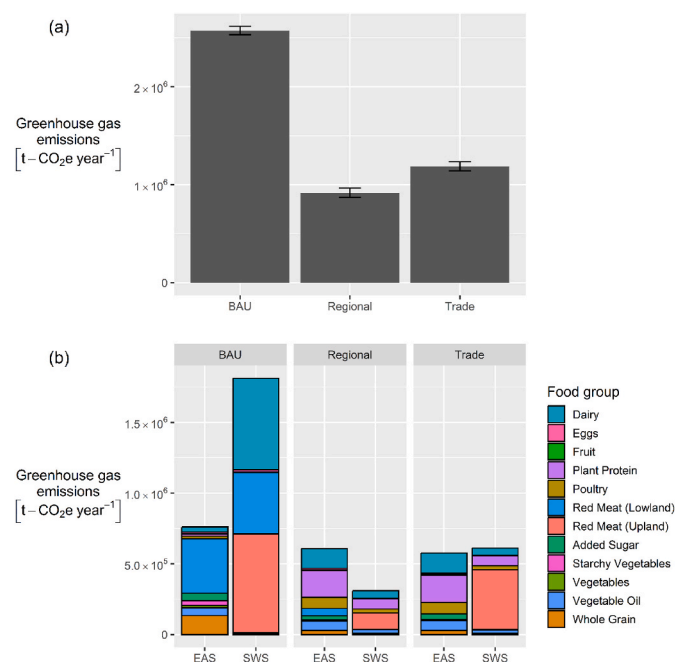 (a)
Greenhouse gas
emissions
[t−CO₂e year⁻¹]
2 × 10⁶
1 × 10⁶
0
BAU Regional Trade
(b)
BAU Regional Trade
Greenhouse gas
emissions
[t−CO₂e year⁻¹]
1.5 × 10⁶
1.0 × 10⁶
5.0 × 10⁵
0
EAS SWS EAS SWS EAS SWS
Food group
Dairy
Eggs
Fruit
Plant Protein
Poultry
Red Meat (Lowland)
Red Meat (Upland)
Added Sugar
Starchy Vegetables
Vegetables
Vegetable Oil
Whole Grain